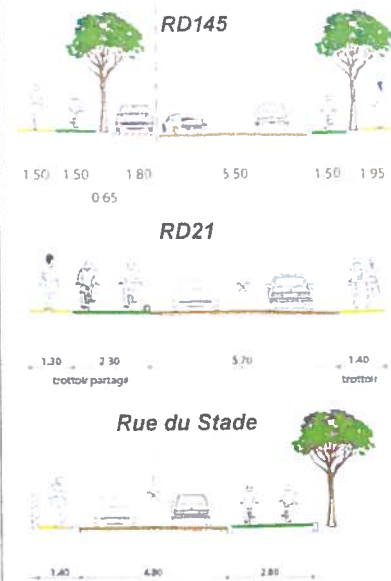 RD145
1.50 1.50 1.80 5.50 1.50 1.95
0.65
RD21
1.30 2.30 5.70 1.40
trottoir partagé trottoir
Rue du Stade
1.40 4.80 2.80